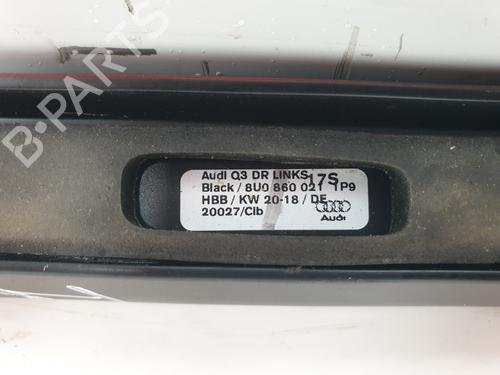 B-PARTS
Audi Q3 DR LINKS 17S
Black / 8U0 860 021 1P9
HBB / KW 20-18 / DE
20027/Clb
Audi